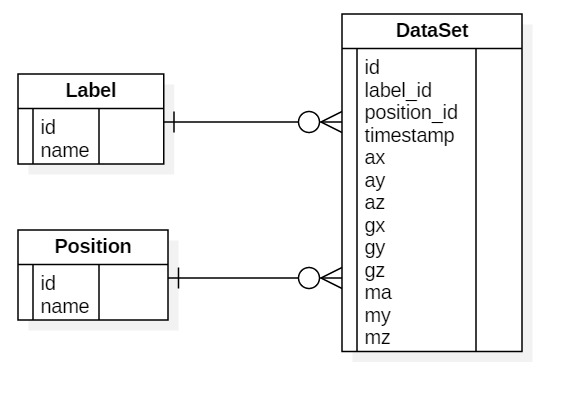 Label
id
name
Position
id
name
DataSet
id
label_id
position_id
timestamp
ax
ay
az
gx
gy
gz
ma
my
mz